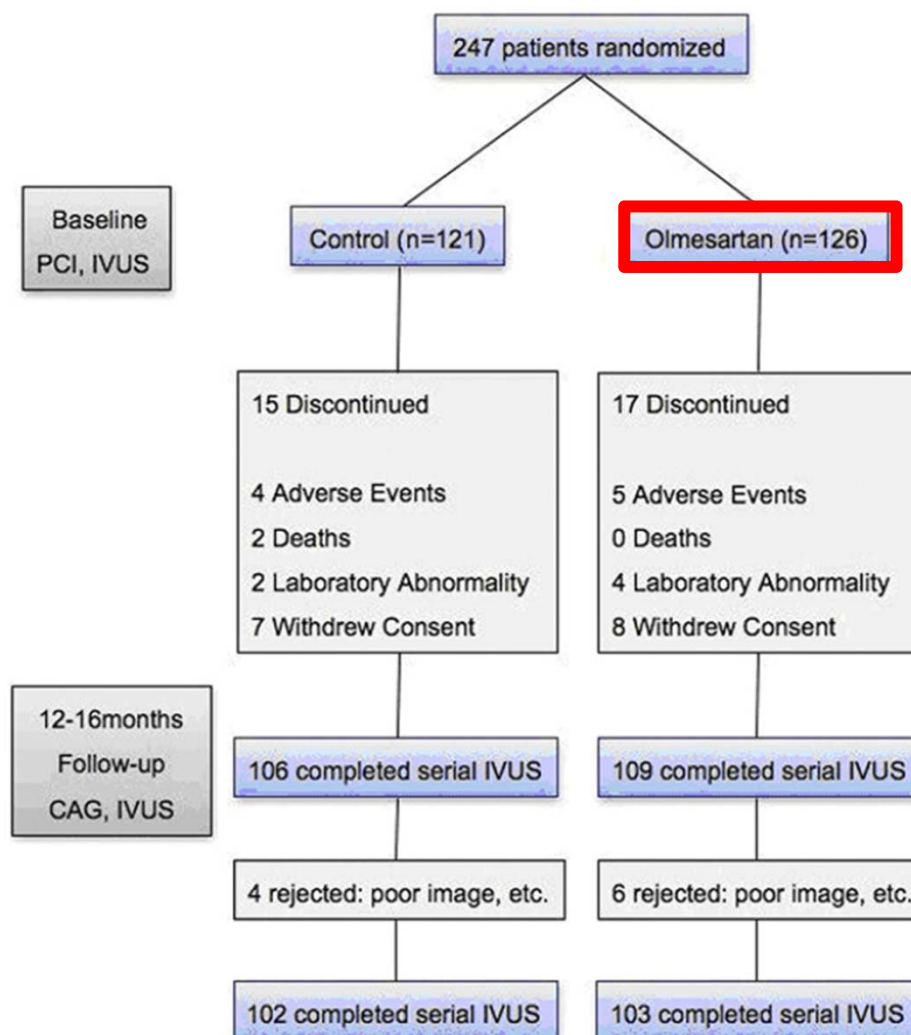 247 patients randomized
Baseline
PCI, IVUS
Control (n=121)
Olmesartan (n=126)
15 Discontinued
4 Adverse Events
2 Deaths
2 Laboratory Abnormality
7 Withdrew Consent
17 Discontinued
5 Adverse Events
0 Deaths
4 Laboratory Abnormality
8 Withdrew Consent
12-16months
Follow-up
CAG, IVUS
106 completed serial IVUS
109 completed serial IVUS
4 rejected: poor image, etc.
6 rejected: poor image, etc.
102 completed serial IVUS
103 completed serial IVUS